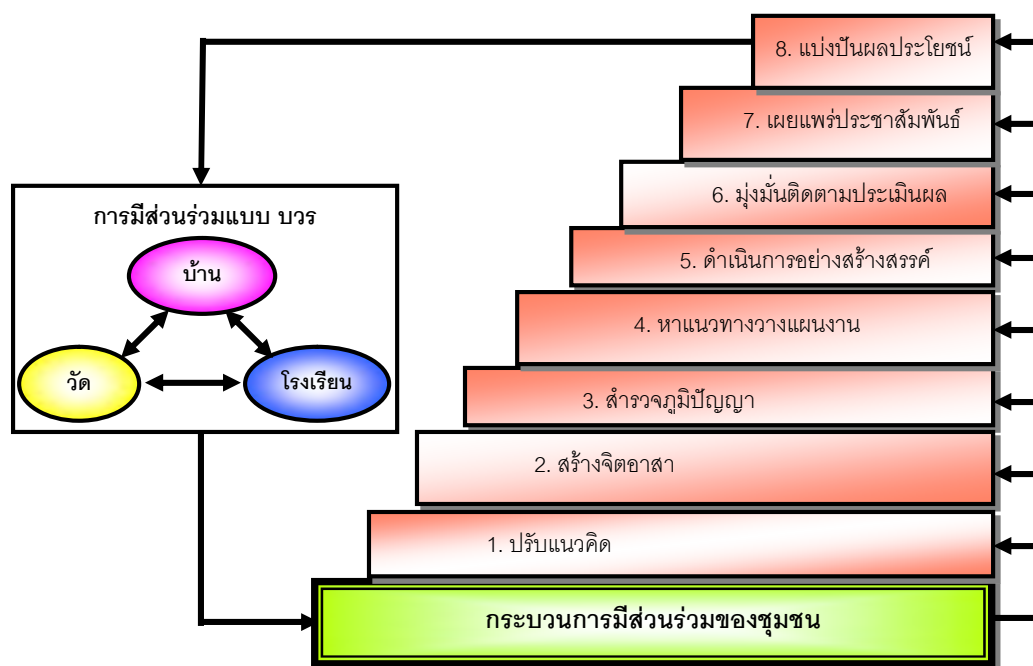 8. แบ่งปันผลประโยชน์
7. เผยแพร่ประชาสัมพันธ์
6. มุ่งมั่นติดตามประเมินผล
5. ดำเนินการอย่างสร้างสรรค์
4. หาแนวทางวางแผนงาน
3. สำรวจภูมิปัญญา
2. สร้างจิตอาสา
1. ปรับแนวคิด
กระบวนการมีส่วนร่วมของชุมชน
การมีส่วนร่วมแบบ บวร
บ้าน
วัด
โรงเรียน